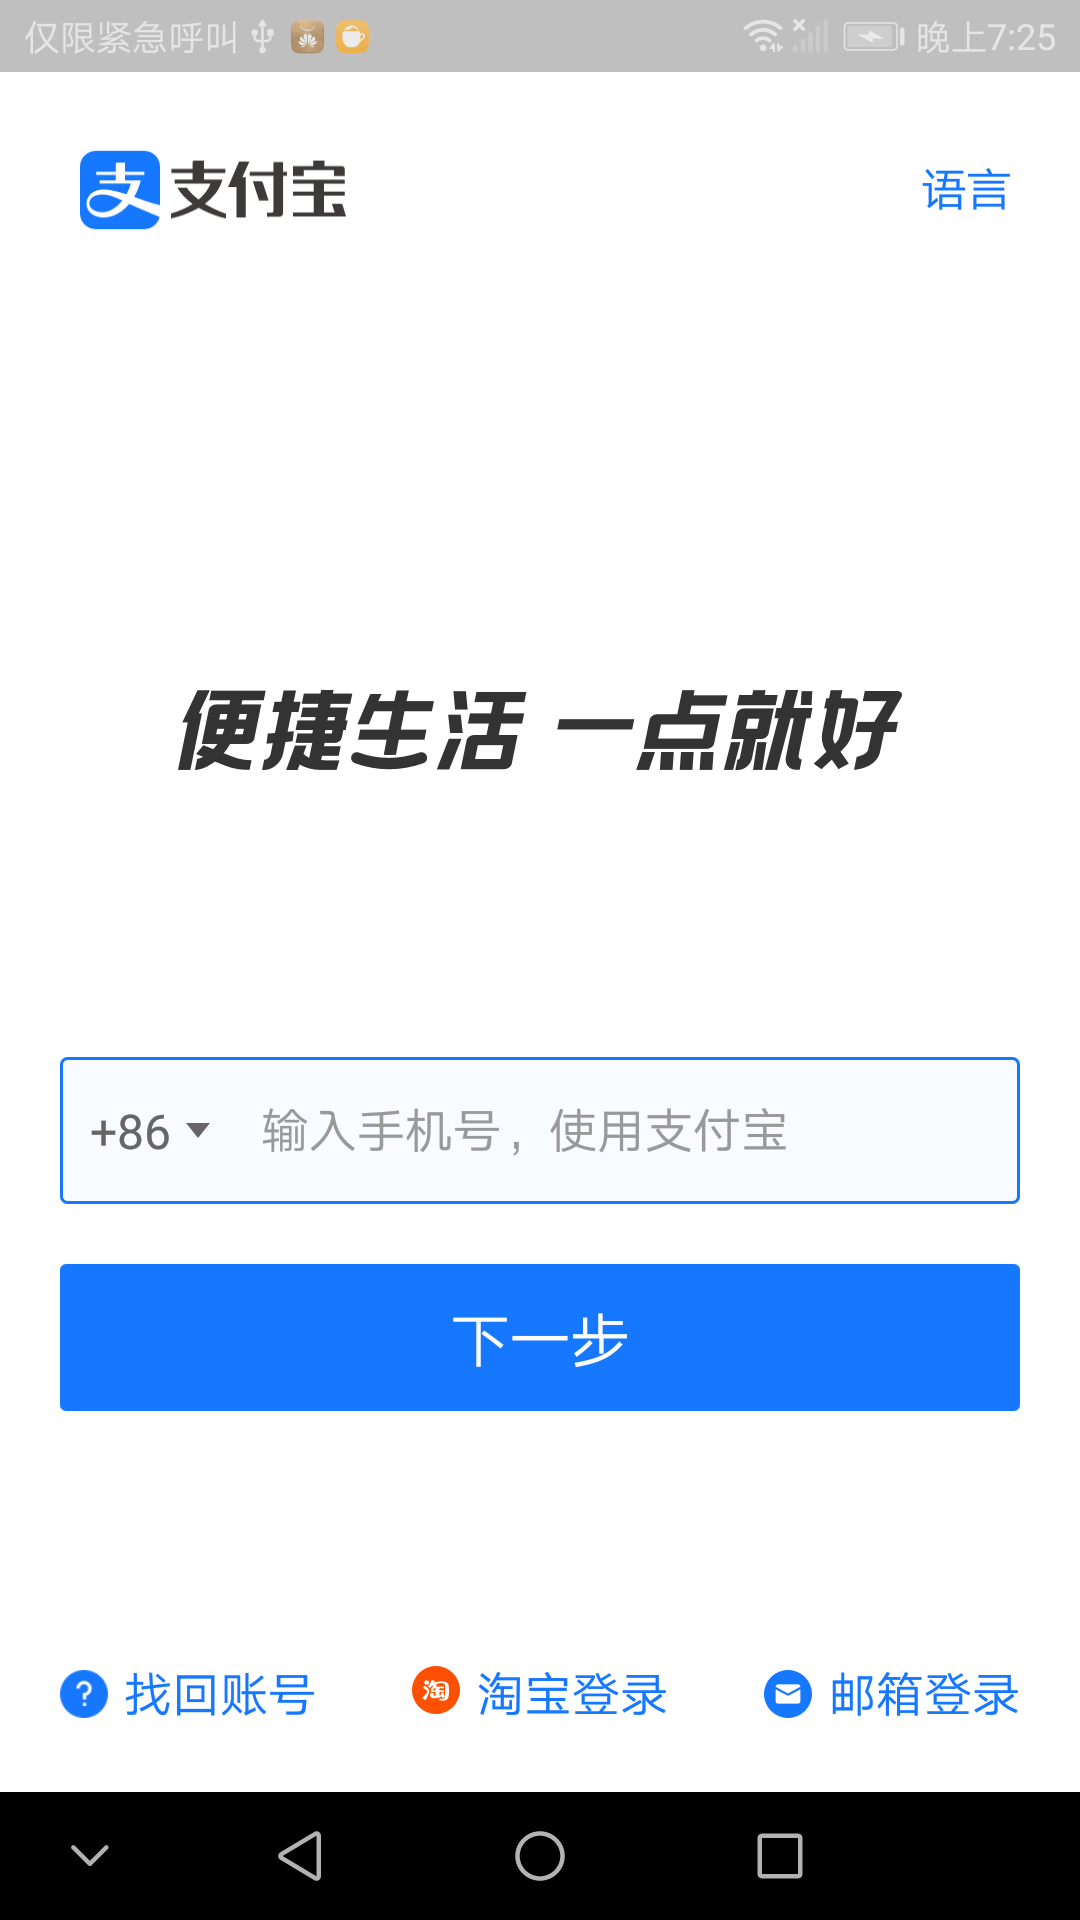 仅限紧急呼叫 晚上7:25
支 支付宝 语言
便捷生活 一点就好
+86 输入手机号，使用支付宝
下一步
? 找回账号 淘 淘宝登录 邮箱登录